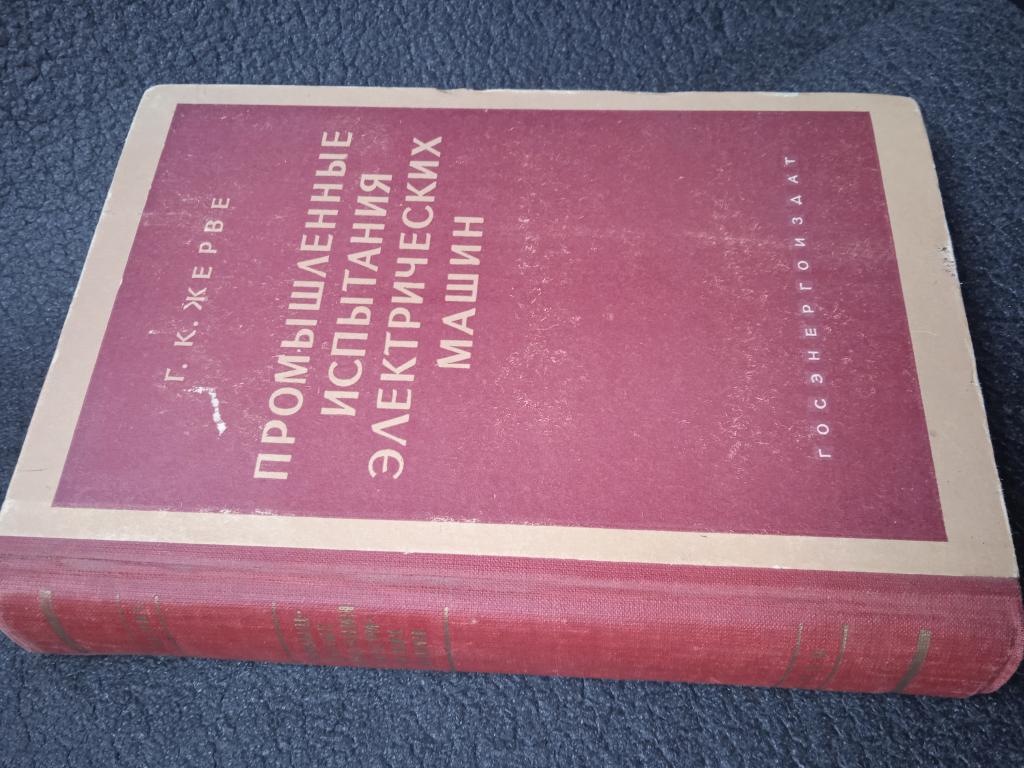 Г. К. ЖЕРВЕ
ПРОМЫШЛЕННЫЕ
ИСПЫТАНИЯ
ЭЛЕКТРИЧЕСКИХ
МАШИН
ГОСЭНЕРГОИЗДАТ